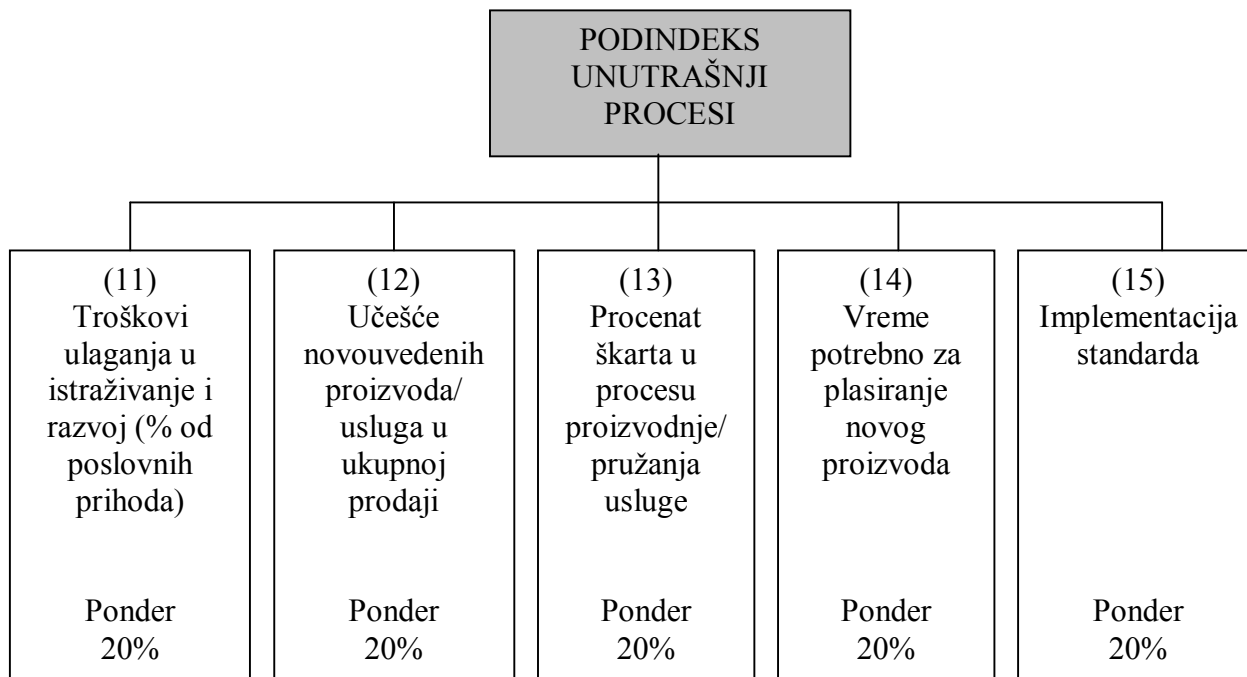 PODINDEKS
UNUTRAŠNJI
PROCESI
(11)
Troškovi
ulaganja u
istraživanje i
razvoj (% od
poslovnih
prihoda)
Ponder
20%
(12)
Učešće
novouvedenih
proizvoda/
usluga u
ukupnoj
prodaji
Ponder
20%
(13)
Procenat
škarta u
procesu
proizvodnje/
pružanja
usluge
Ponder
20%
(14)
Vreme
potrebno za
plasiranje
novog
proizvoda
Ponder
20%
(15)
Implementacija
standarda
Ponder
20%